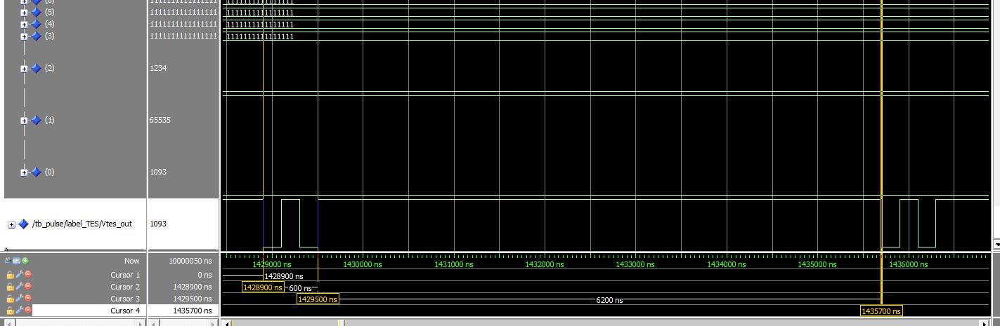 (6) 1111111111111111 1111111111111111
(5) 1111111111111111 1111111111111111
(4) 1111111111111111 1111111111111111
(3) 1111111111111111 1111111111111111
(2) 1234
(1) 65535
(0) 1093
/tb_pulse/label_TES/Vtes_out 1093
Now 10000050 ns 1429000 ns 1430000 ns 1431000 ns 1432000 ns 1433000 ns 1434000 ns 1435000 ns 1436000 ns
Cursor 1 0 ns 1428900 ns
Cursor 2 1428900 ns 1428900 ns 600 ns
Cursor 3 1429500 ns 1429500 ns 6200 ns
Cursor 4 1435700 ns 1435700 ns